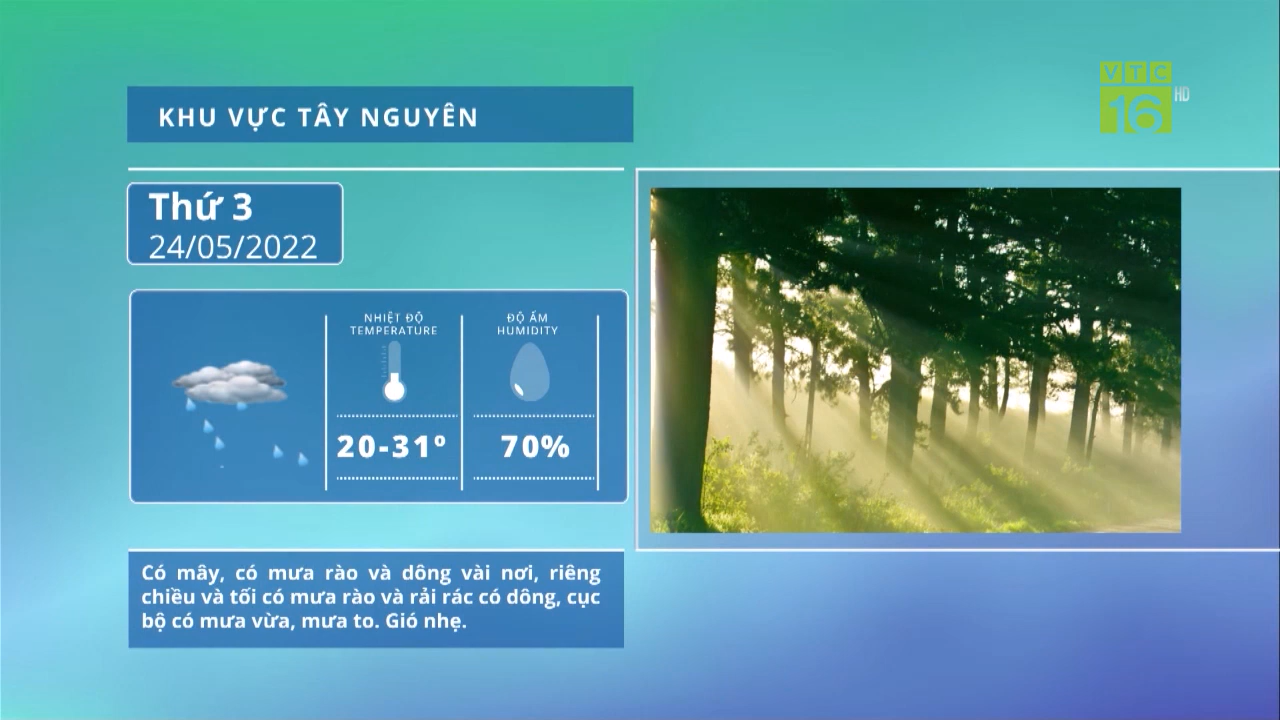 KHU VỰC TÂY NGUYÊN
VTC
16
HD
Thứ 3
24/05/2022
NHIỆT ĐỘ
TEMPERATURE
20-31º
ĐỘ ẨM
HUMIDITY
70%
Có mây, có mưa rào và dông vài nơi, riêng
chiều và tối có mưa rào và rải rác có dông, cục
bộ có mưa vừa, mưa to. Gió nhẹ.